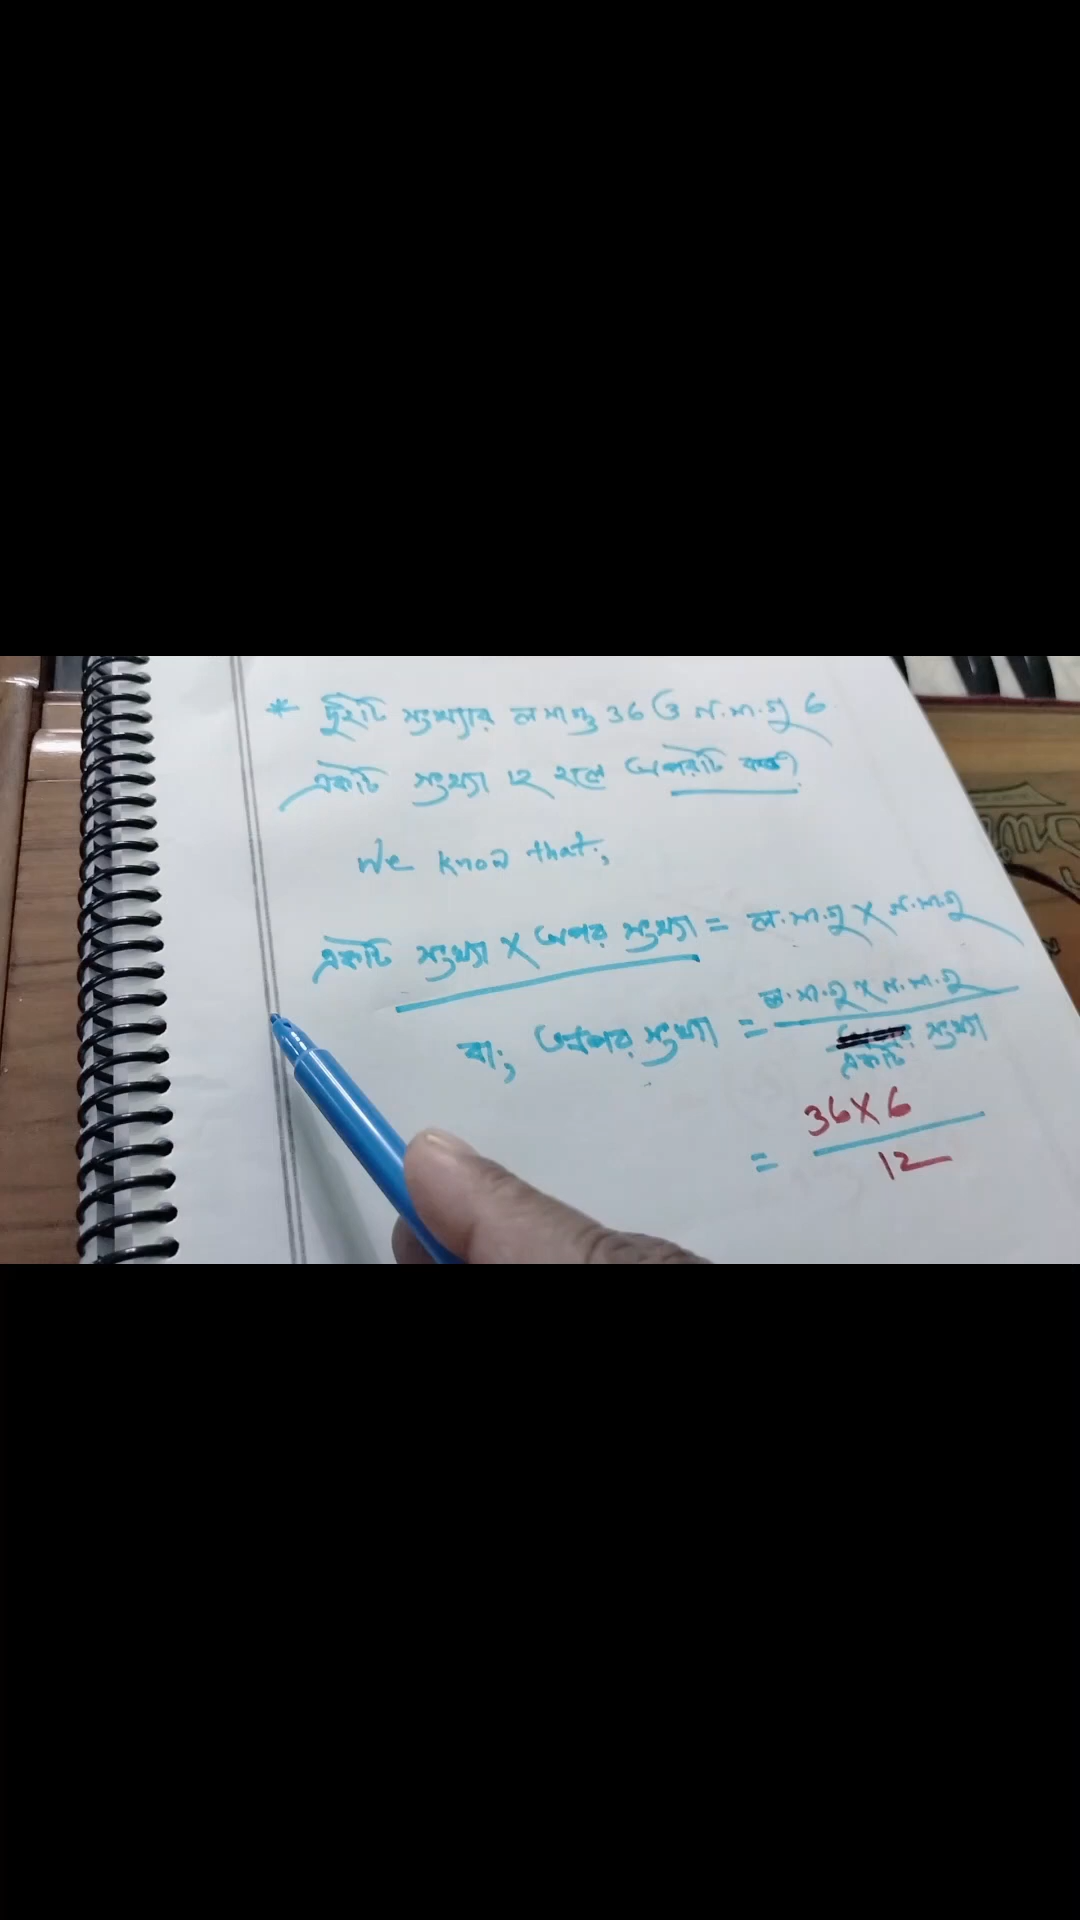 * দুইটি সংখ্যার ল সা গু 36 ও গ.সা.গু 6
একটি সংখ্যা 12 হলে অপরটি কত?
We know that,
একটি সংখ্যা X অপর সংখ্যা = ল.সা.গু X গ.সা.গু
বা, অপর সংখ্যা = ল.সা.গু X গ.সা.গু
একটি সংখ্যা
= 36 X 6
12